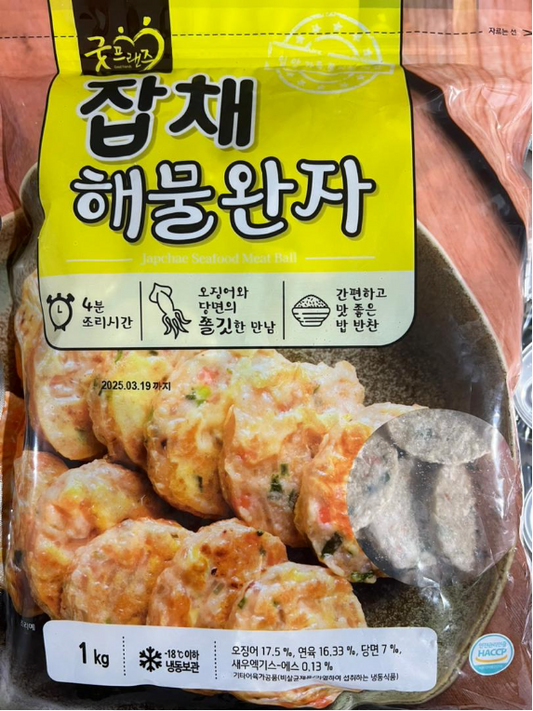 자르는 선
굿프랜즈
잡채
해물완자
Japchae Seafood Meat Ball
4분
조리시간
오징어와
당면의
쫄깃한 만남
간편하고
맛 좋은
밥 반찬
2025.03.19 까지
1 kg
-18℃이하
냉동보관
오징어 17.5 %, 연육 16.33 %, 당면 7 %,
새우엑기스-에스 0.13 %
HACCP